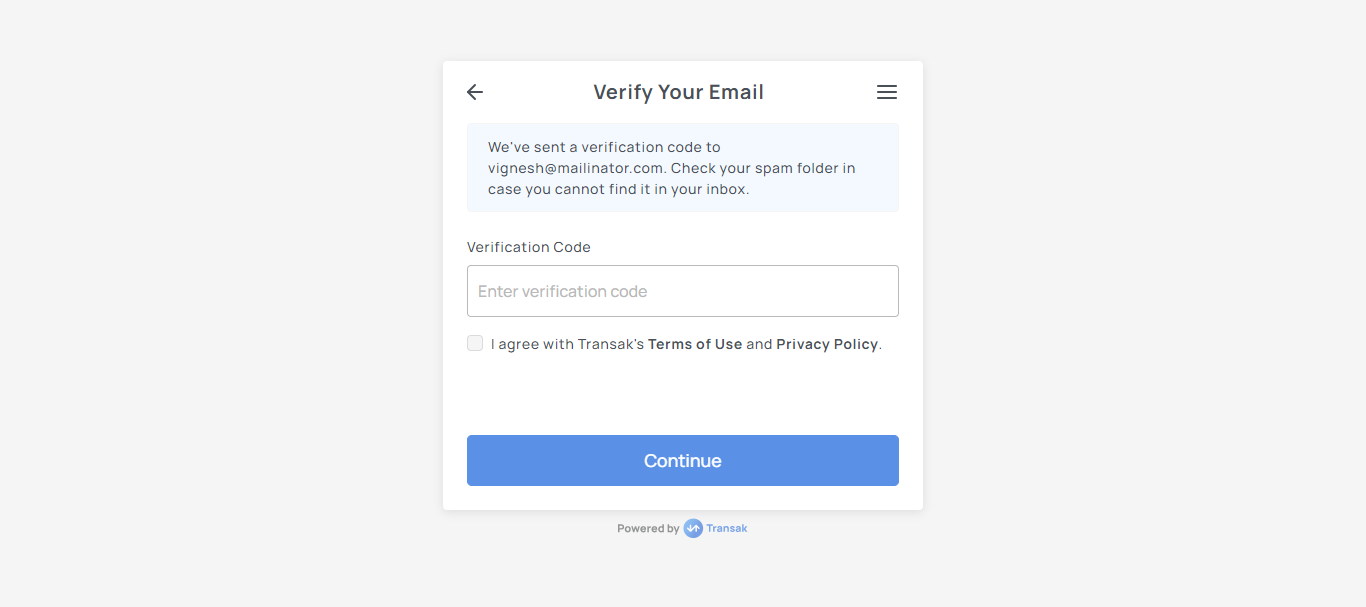 Verify Your Email
We've sent a verification code to
vignesh@mailinator.com. Check your spam folder in
case you cannot find it in your inbox.
Verification Code
Enter verification code
I agree with Transak's Terms of Use and Privacy Policy.
Continue
Powered by Transak